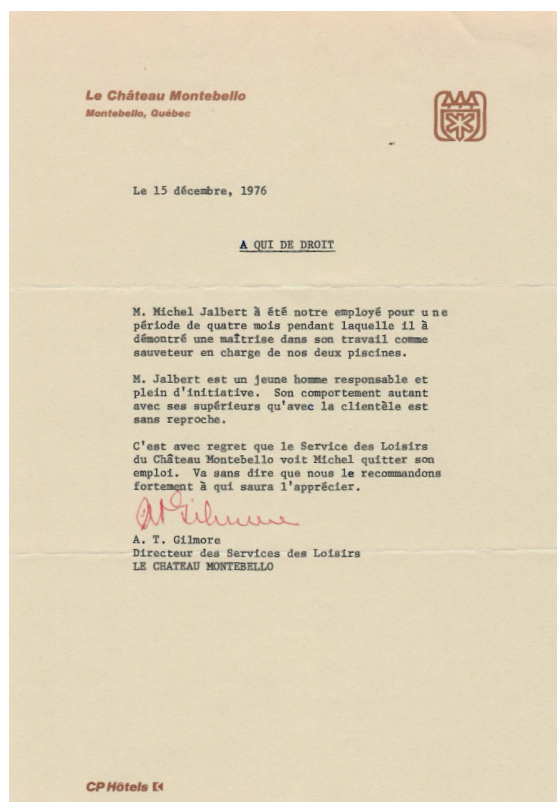 Le Château Montebello
Montebello, Québec
Le 15 décembre, 1976
A QUI DE DROIT
M. Michel Jalbert à été notre employé pour une
période de quatre mois pendant laquelle il à
démontré une maîtrise dans son travail comme
sauveteur en charge de nos deux piscines.
M. Jalbert est un jeune homme responsable et
plein d'initiative. Son comportement autant
avec ses supérieurs qu'avec la clientèle est
sans reproche.
C'est avec regret que le Service des Loisirs
du Château Montebello voit Michel quitter son
emploi. Va sans dire que nous le recommandons
fortement à qui saura l'apprécier.
A. T. Gilmore
Directeur des Services des Loisirs
LE CHATEAU MONTEBELLO
CP Hôtels